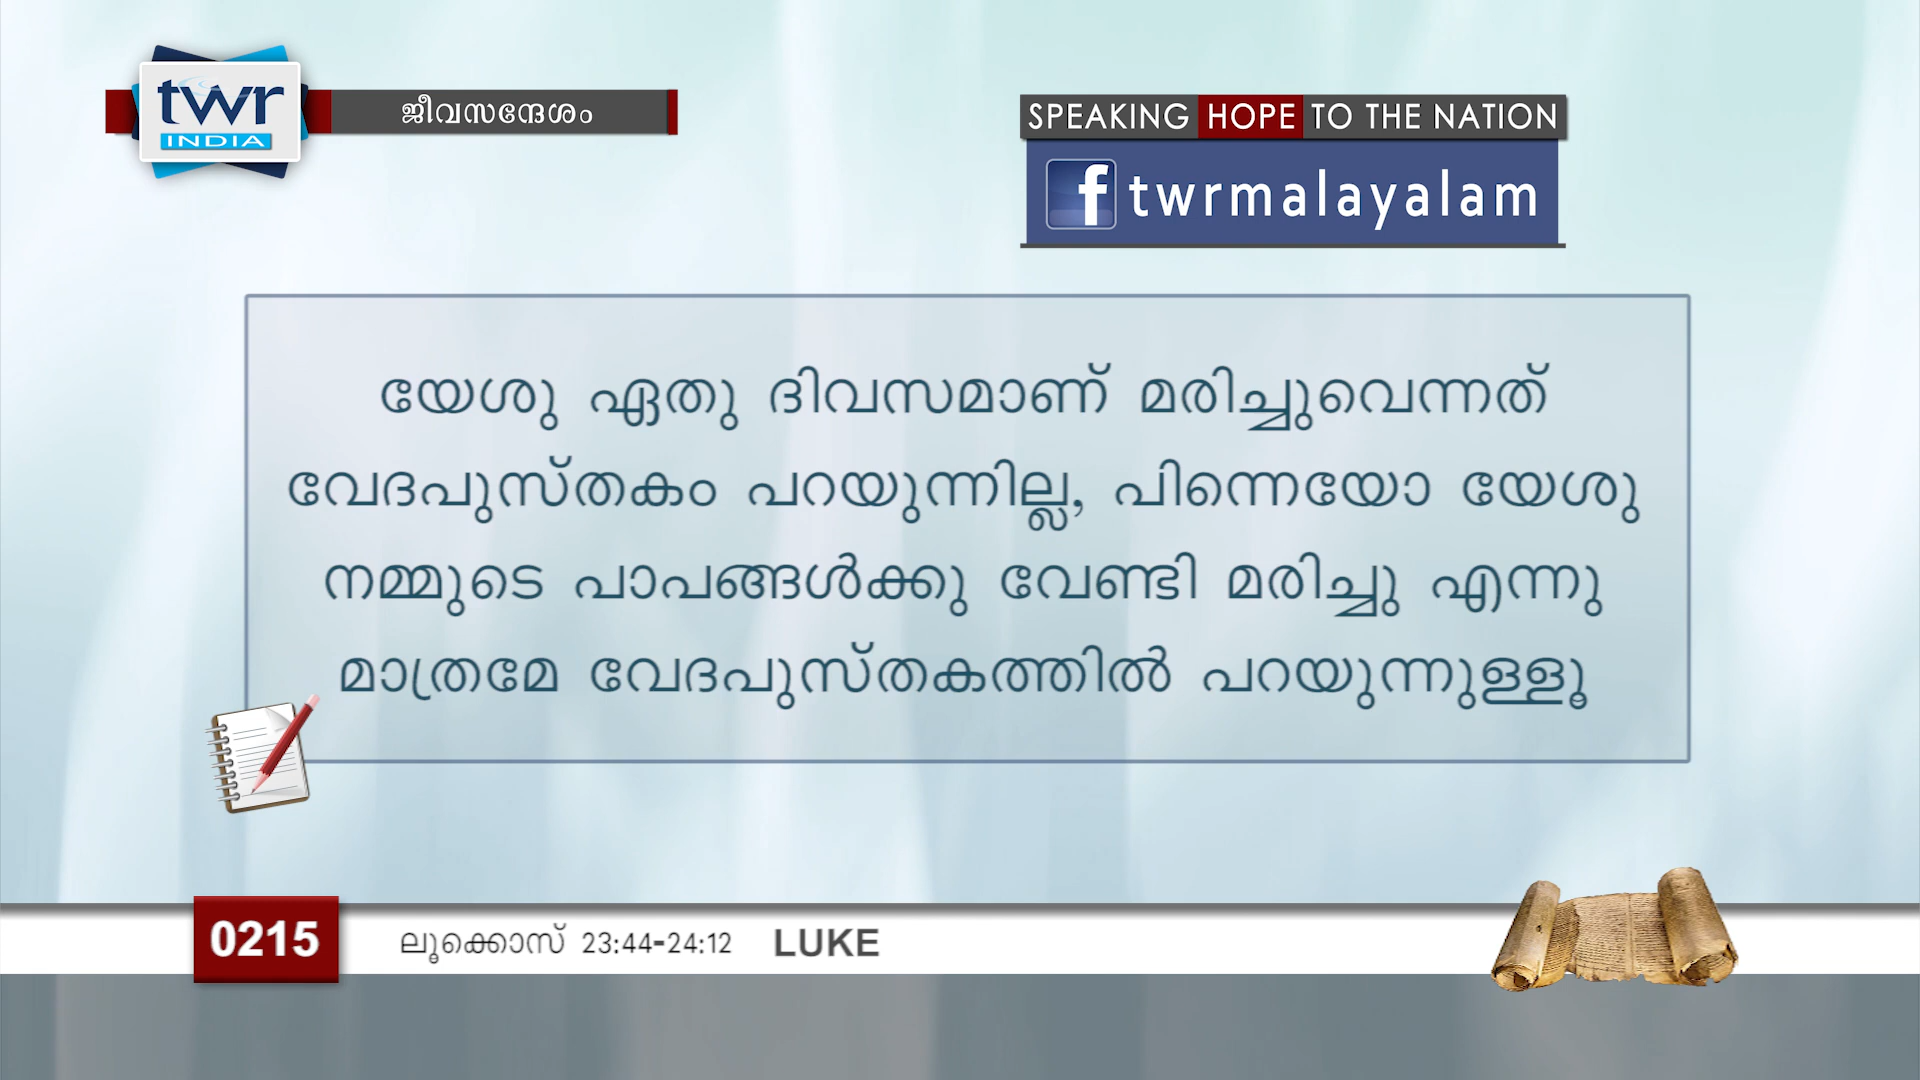 twr
INDIA
ജീവസന്ദേശം
SPEAKING HOPE TO THE NATION
f twrmalayalam
യേശു ഏതു ദിവസമാണ് മരിച്ചുവെന്നത്
വേദപുസ്തകം പറയുന്നില്ല, പിന്നെയോ യേശു
നമ്മുടെ പാപങ്ങൾക്കു വേണ്ടി മരിച്ചു എന്നു
മാത്രമേ വേദപുസ്തകത്തിൽ പറയുന്നുള്ളൂ
0215 ലൂക്കൊസ് 23:44-24:12 LUKE